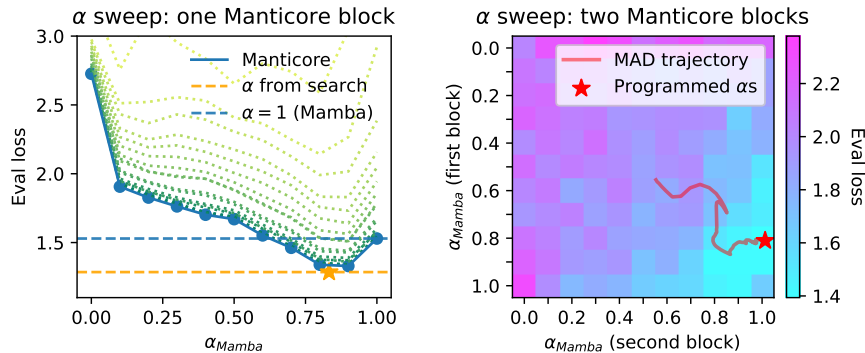 α sweep: one Manticore block
3.0
2.5
2.0
1.5
Eval loss
Manticore
α from search
α = 1 (Mamba)
0.00 0.25 0.50 0.75 1.00
α_Mamba
α sweep: two Manticore blocks
MAD trajectory
Programmed αs
0.0
0.2
0.4
0.6
0.8
1.0
α_Mamba (first block)
0.0 0.2 0.4 0.6 0.8 1.0
α_Mamba (second block)
2.2
2.0
1.8
1.6
1.4
Eval loss